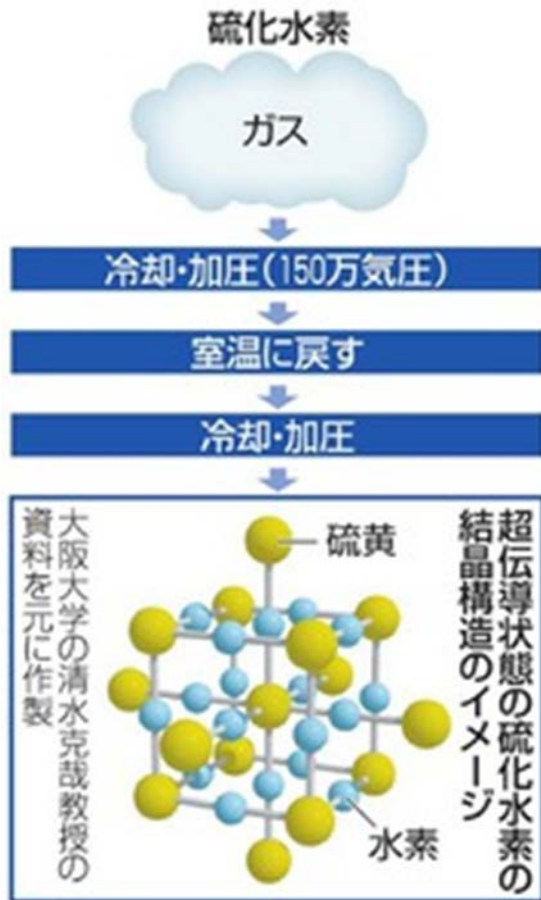 硫化水素
ガス
冷却・加圧(150万気圧)
室温に戻す
冷却・加圧
超伝導状態の硫化水素の
結晶構造のイメージ
硫黄
水素
大阪大学の清水克哉教授の
資料を元に作製